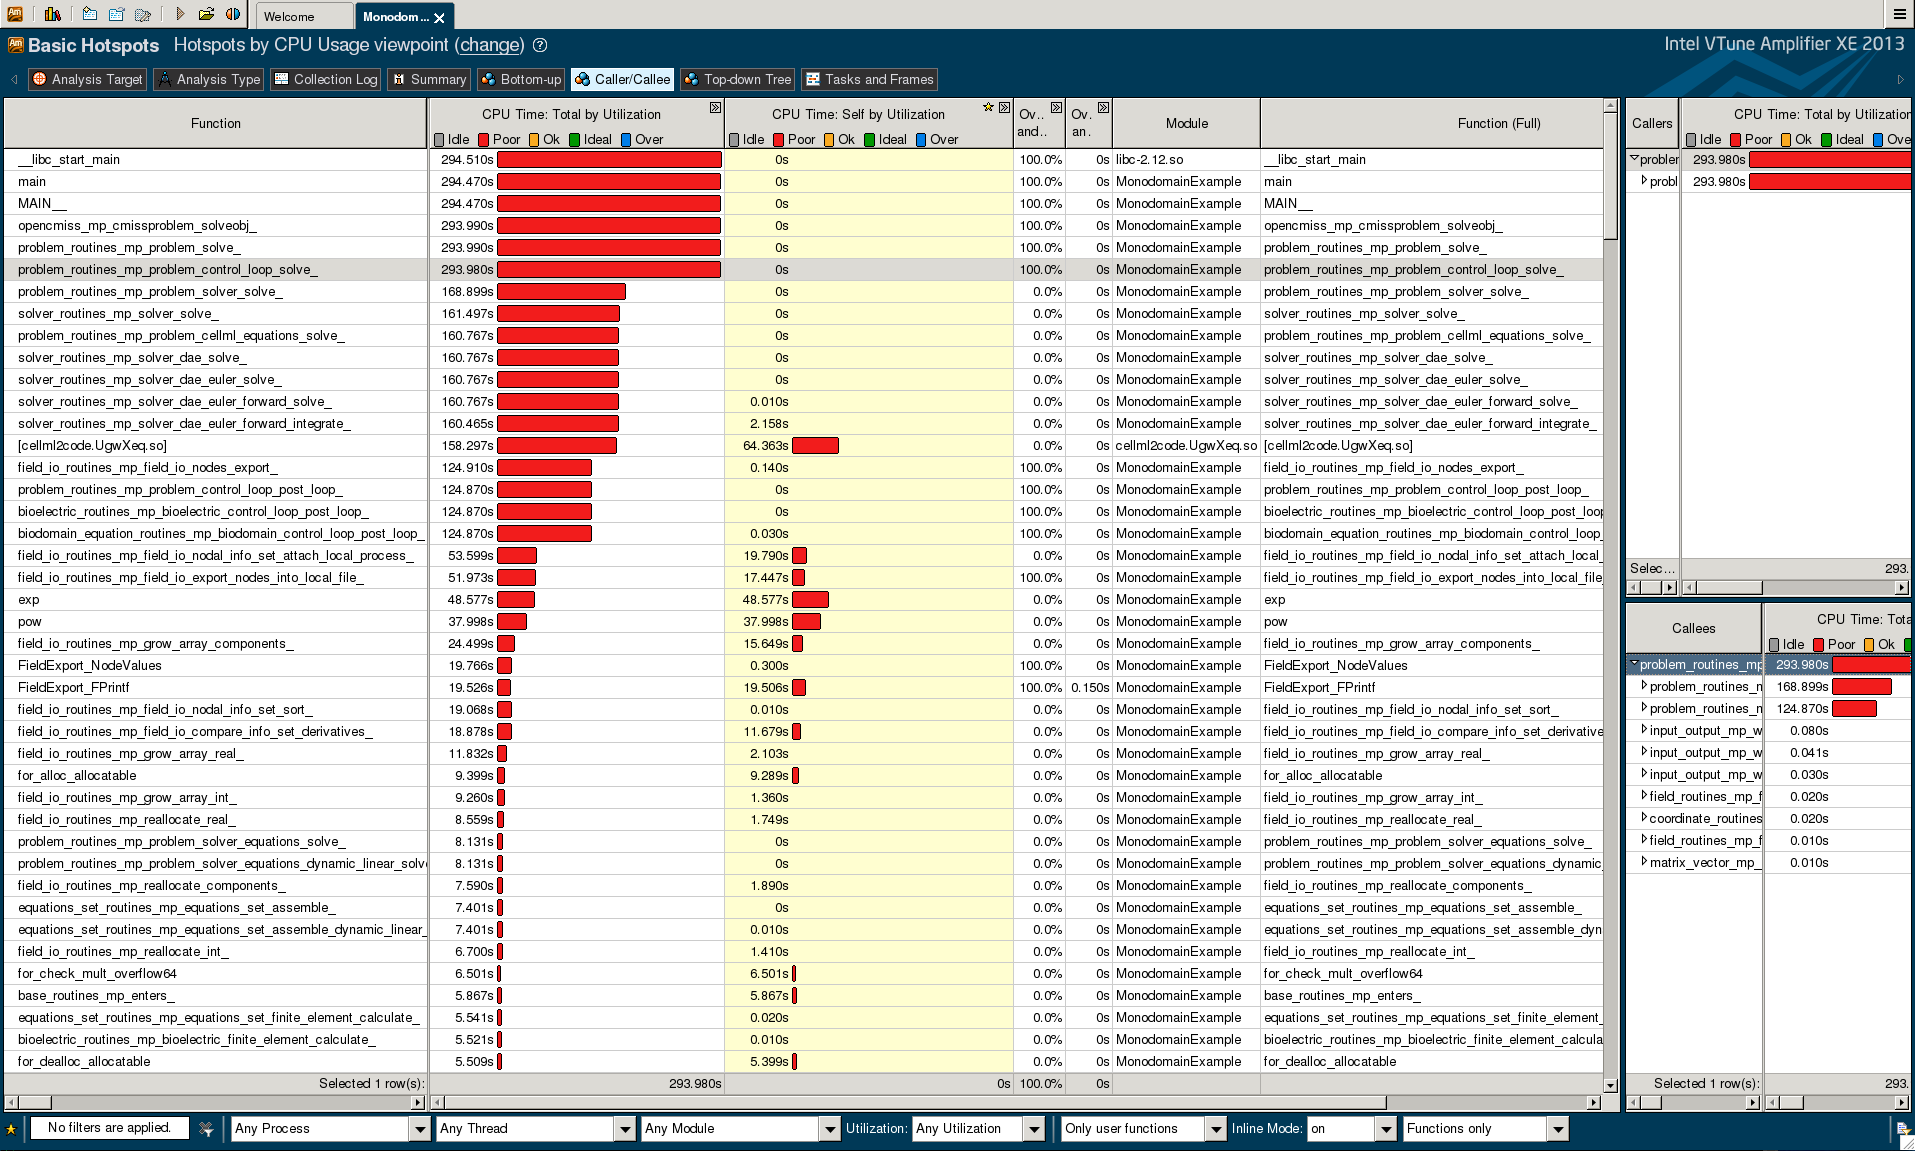 Welcome
Monodom ...
Basic Hotspots Hotspots by CPU Usage viewpoint (change) ?
Intel VTune Amplifier XE 2013
Analysis Target Analysis Type Collection Log Summary Bottom-up Caller/Callee Top-down Tree Tasks and Frames
Function CPU Time: Total by Utilization CPU Time: Self by Utilization Ov.. and.. Ov. an. Module Function (Full)
Idle Poor Ok Ideal Over Idle Poor Ok Ideal Over
__libc_start_main 294.510s 0s 100.0% 0s libc-2.12.so __libc_start_main
main 294.470s 0s 100.0% 0s MonodomainExample main
MAIN__ 294.470s 0s 100.0% 0s MonodomainExample MAIN__
opencmiss_mp_cmissproblem_solveobj_ 293.990s 0s 100.0% 0s MonodomainExample opencmiss_mp_cmissproblem_solveobj_
problem_routines_mp_problem_solve_ 293.990s 0s 100.0% 0s MonodomainExample problem_routines_mp_problem_solve_
problem_routines_mp_problem_control_loop_solve_ 293.980s 0s 100.0% 0s MonodomainExample problem_routines_mp_problem_control_loop_solve_
problem_routines_mp_problem_solver_solve_ 168.899s 0s 0.0% 0s MonodomainExample problem_routines_mp_problem_solver_solve_
solver_routines_mp_solver_solve_ 161.497s 0s 0.0% 0s MonodomainExample solver_routines_mp_solver_solve_
problem_routines_mp_problem_cellml_equations_solve_ 160.767s 0s 0.0% 0s MonodomainExample problem_routines_mp_problem_cellml_equations_solve_
solver_routines_mp_solver_dae_solve_ 160.767s 0s 0.0% 0s MonodomainExample solver_routines_mp_solver_dae_solve_
solver_routines_mp_solver_dae_euler_solve_ 160.767s 0s 0.0% 0s MonodomainExample solver_routines_mp_solver_dae_euler_solve_
solver_routines_mp_solver_dae_euler_forward_solve_ 160.767s 0.010s 0.0% 0s MonodomainExample solver_routines_mp_solver_dae_euler_forward_solve_
solver_routines_mp_solver_dae_euler_forward_integrate_ 160.465s 2.158s 0.0% 0s MonodomainExample solver_routines_mp_solver_dae_euler_forward_integrate_
[cellml2code.UgwXeq.so] 158.297s 64.363s 0.0% 0s cellml2code.UgwXeq.so [cellml2code.UgwXeq.so]
field_io_routines_mp_field_io_nodes_export_ 124.910s 0.140s 100.0% 0s MonodomainExample field_io_routines_mp_field_io_nodes_export_
problem_routines_mp_problem_control_loop_post_loop_ 124.870s 0s 100.0% 0s MonodomainExample problem_routines_mp_problem_control_loop_post_loop_
bioelectric_routines_mp_bioelectric_control_loop_post_loop_ 124.870s 0s 100.0% 0s MonodomainExample bioelectric_routines_mp_bioelectric_control_loop_post_loop
biodomain_equation_routines_mp_biodomain_control_loop_post_loop_ 124.870s 0.030s 100.0% 0s MonodomainExample biodomain_equation_routines_mp_biodomain_control_loop_
field_io_routines_mp_field_io_nodal_info_set_attach_local_process_ 53.599s 19.790s 0.0% 0s MonodomainExample field_io_routines_mp_field_io_nodal_info_set_attach_local_
field_io_routines_mp_field_io_export_nodes_into_local_file_ 51.973s 17.447s 100.0% 0s MonodomainExample field_io_routines_mp_field_io_export_nodes_into_local_file_
exp 48.577s 48.577s 0.0% 0s MonodomainExample exp
pow 37.998s 37.998s 0.0% 0s MonodomainExample pow
field_io_routines_mp_grow_array_components_ 24.499s 15.649s 0.0% 0s MonodomainExample field_io_routines_mp_grow_array_components_
FieldExport_NodeValues 19.766s 0.300s 100.0% 0s MonodomainExample FieldExport_NodeValues
FieldExport_FPrintf 19.526s 19.506s 100.0% 0.150s MonodomainExample FieldExport_FPrintf
field_io_routines_mp_field_io_nodal_info_set_sort_ 19.068s 0.010s 0.0% 0s MonodomainExample field_io_routines_mp_field_io_nodal_info_set_sort_
field_io_routines_mp_field_io_compare_info_set_derivatives_ 18.878s 11.679s 0.0% 0s MonodomainExample field_io_routines_mp_field_io_compare_info_set_derivative
field_io_routines_mp_grow_array_real_ 11.832s 2.103s 0.0% 0s MonodomainExample field_io_routines_mp_grow_array_real_
for_alloc_allocatable 9.399s 9.289s 0.0% 0s MonodomainExample for_alloc_allocatable
field_io_routines_mp_grow_array_int_ 9.260s 1.360s 0.0% 0s MonodomainExample field_io_routines_mp_grow_array_int_
field_io_routines_mp_reallocate_real_ 8.559s 1.749s 0.0% 0s MonodomainExample field_io_routines_mp_reallocate_real_
problem_routines_mp_problem_solver_equations_solve_ 8.131s 0s 0.0% 0s MonodomainExample problem_routines_mp_problem_solver_equations_solve_
problem_routines_mp_problem_solver_equations_dynamic_linear_solv 8.131s 0s 0.0% 0s MonodomainExample problem_routines_mp_problem_solver_equations_dynamic_
field_io_routines_mp_reallocate_components_ 7.590s 1.890s 0.0% 0s MonodomainExample field_io_routines_mp_reallocate_components_
equations_set_routines_mp_equations_set_assemble_ 7.401s 0s 0.0% 0s MonodomainExample equations_set_routines_mp_equations_set_assemble_
equations_set_routines_mp_equations_set_assemble_dynamic_linear_ 7.401s 0.010s 0.0% 0s MonodomainExample equations_set_routines_mp_equations_set_assemble_dyn
field_io_routines_mp_reallocate_int_ 6.700s 1.410s 0.0% 0s MonodomainExample field_io_routines_mp_reallocate_int_
for_check_mult_overflow64 6.501s 6.501s 0.0% 0s MonodomainExample for_check_mult_overflow64
base_routines_mp_enters_ 5.867s 5.867s 0.0% 0s MonodomainExample base_routines_mp_enters_
equations_set_routines_mp_equations_set_finite_element_calculate_ 5.541s 0.020s 0.0% 0s MonodomainExample equations_set_routines_mp_equations_set_finite_element_
bioelectric_routines_mp_bioelectric_finite_element_calculate_ 5.521s 0.010s 0.0% 0s MonodomainExample bioelectric_routines_mp_bioelectric_finite_element_calcula
for_dealloc_allocatable 5.509s 5.399s 0.0% 0s MonodomainExample for_dealloc_allocatable
Selected 1 row(s): 293.980s 0s 100.0% 0s
Callers CPU Time: Total by Utilization
Idle Poor Ok Ideal Ove
problem 293.980s
probl 293.980s
Selec... 293.
Callees CPU Time: Tota
Idle Poor Ok
problem_routines_mp 293.980s
problem_routines_n 168.899s
problem_routines_n 124.870s
input_output_mp_w 0.080s
input_output_mp_w 0.041s
input_output_mp_w 0.030s
field_routines_mp_f 0.020s
coordinate_routines 0.020s
field_routines_mp_f 0.010s
matrix_vector_mp_ 0.010s
Selected 1 row(s): 293.
No filters are applied. Any Process Any Thread Any Module Utilization: Any Utilization Only user functions Inline Mode: on Functions only